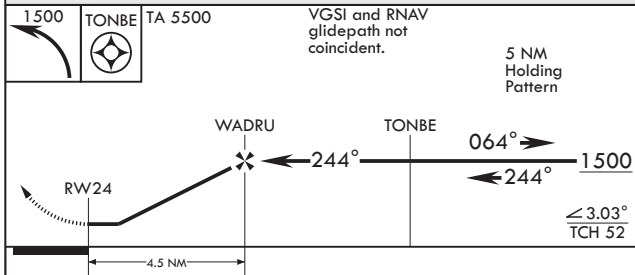 1500
TONBE
TA 5500
VGSI and RNAV
glidepath not
coincident.
5 NM
Holding
Pattern
WADRU
TONBE
064°
244°
244°
1500
RW24
3.03°
TCH 52
4.5 NM